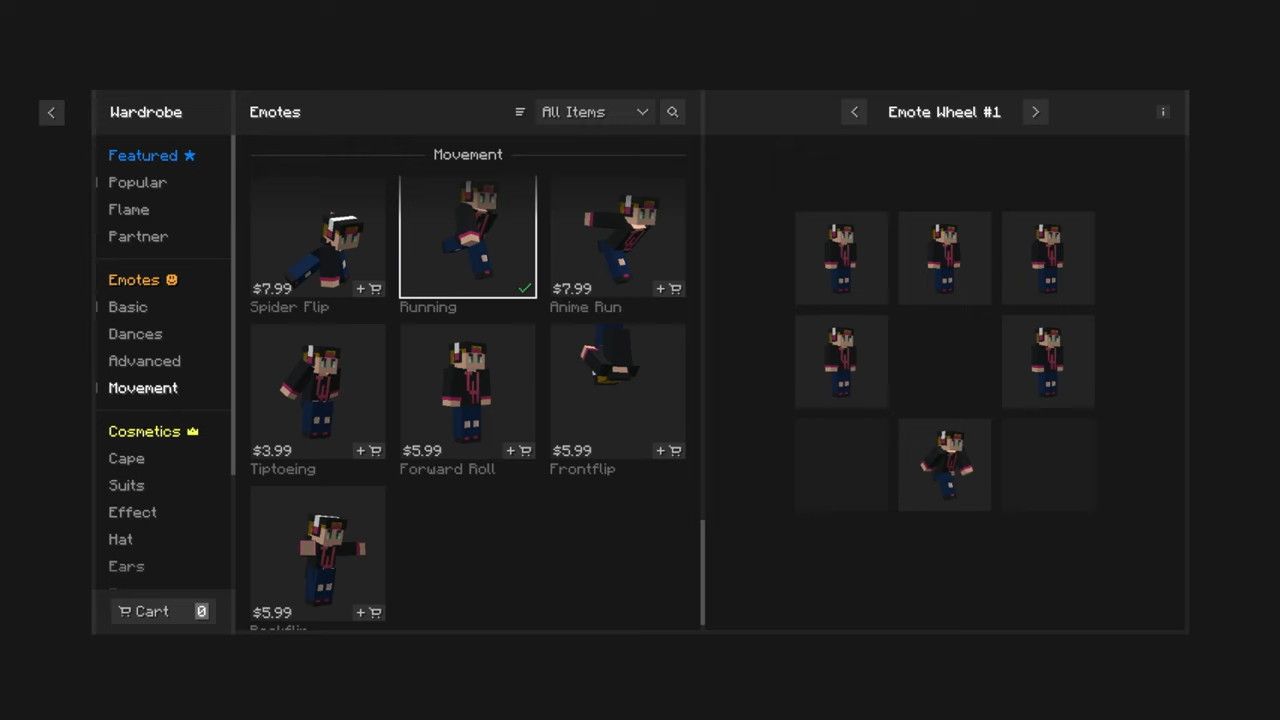 Wardrobe
Featured
Popular
Flame
Partner
Emotes
Basic
Dances
Advanced
Movement
Cosmetics
Cape
Suits
Effect
Hat
Ears
Cart 0
Emotes
All Items
Movement
$7.99 +
$7.99 +
Spider Flip
Running
Anime Run
$3.99 +
$5.99 +
$5.99 +
Tiptoeing
Forward Roll
Frontflip
$5.99 +
Backflip
Emote Wheel #1
i